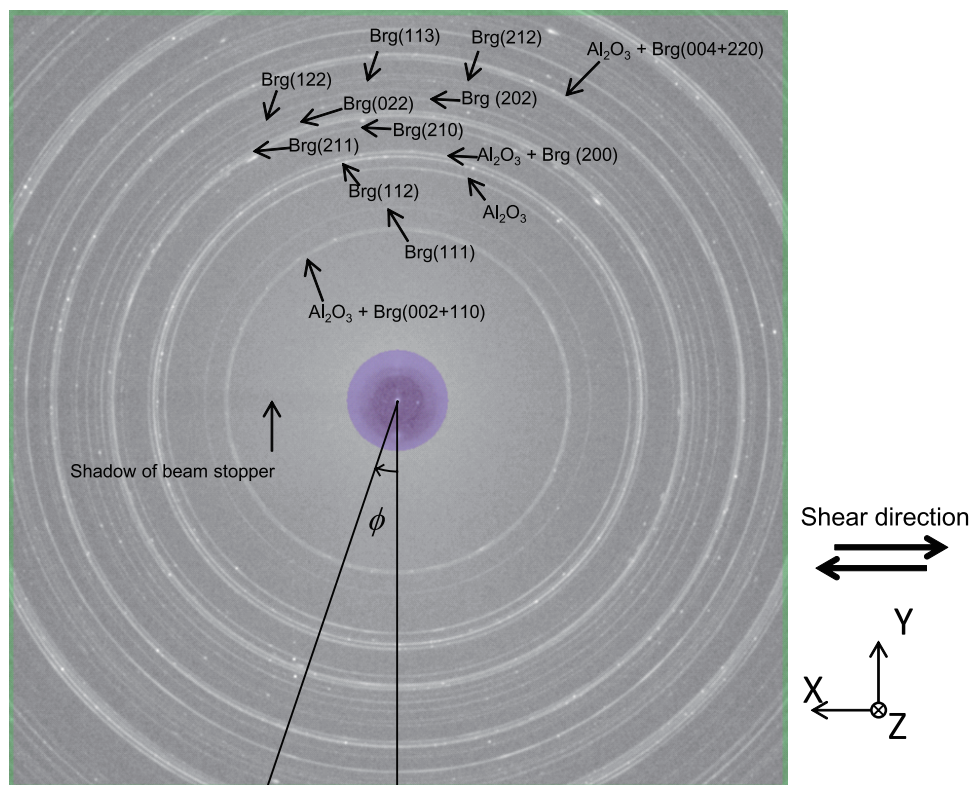 Brg(113)
Brg(212)
Al₂O₃ + Brg(004+220)
Brg(122)
Brg(022)
Brg (202)
Brg(210)
Brg(211)
Al₂O₃ + Brg (200)
Brg(112)
Al₂O₃
Brg(111)
Al₂O₃ + Brg(002+110)
Shadow of beam stopper
ϕ
Shear direction
Y
X
Z